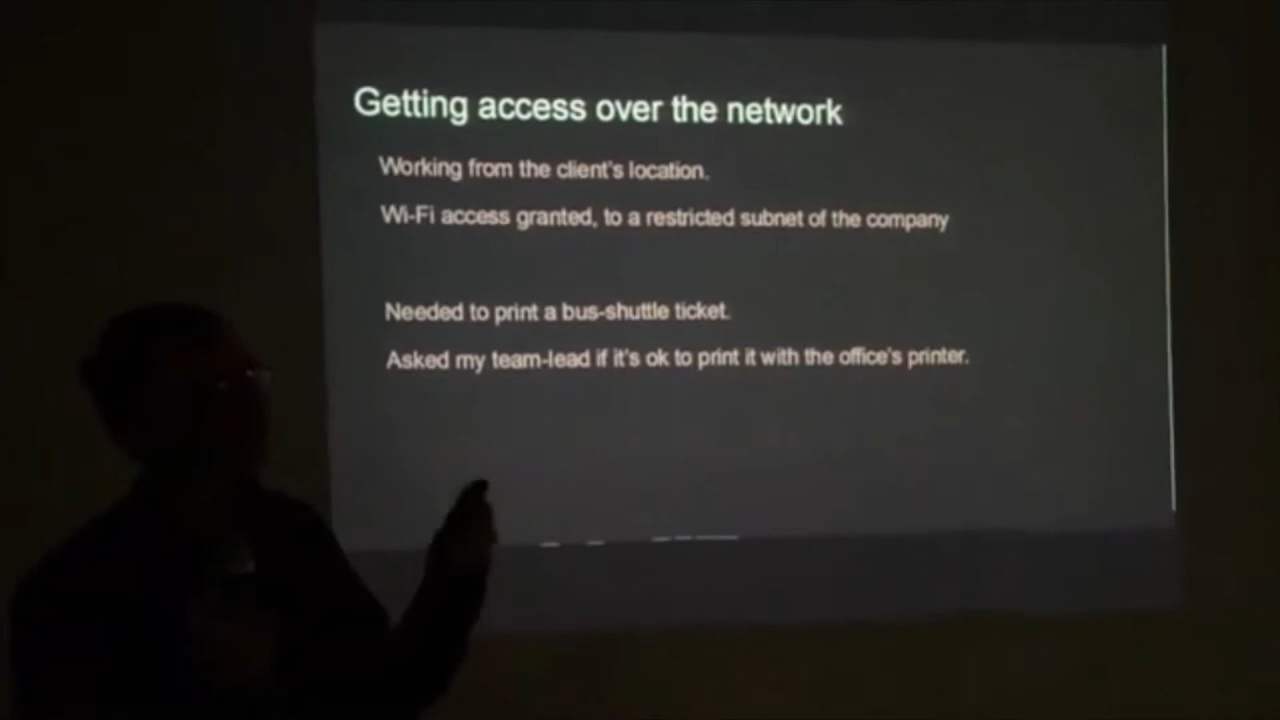 Getting access over the network
Working from the client's location.
Wi-Fi access granted, to a restricted subnet of the company
Needed to print a bus-shuttle ticket.
Asked my team-lead if it's ok to print it with the office's printer.